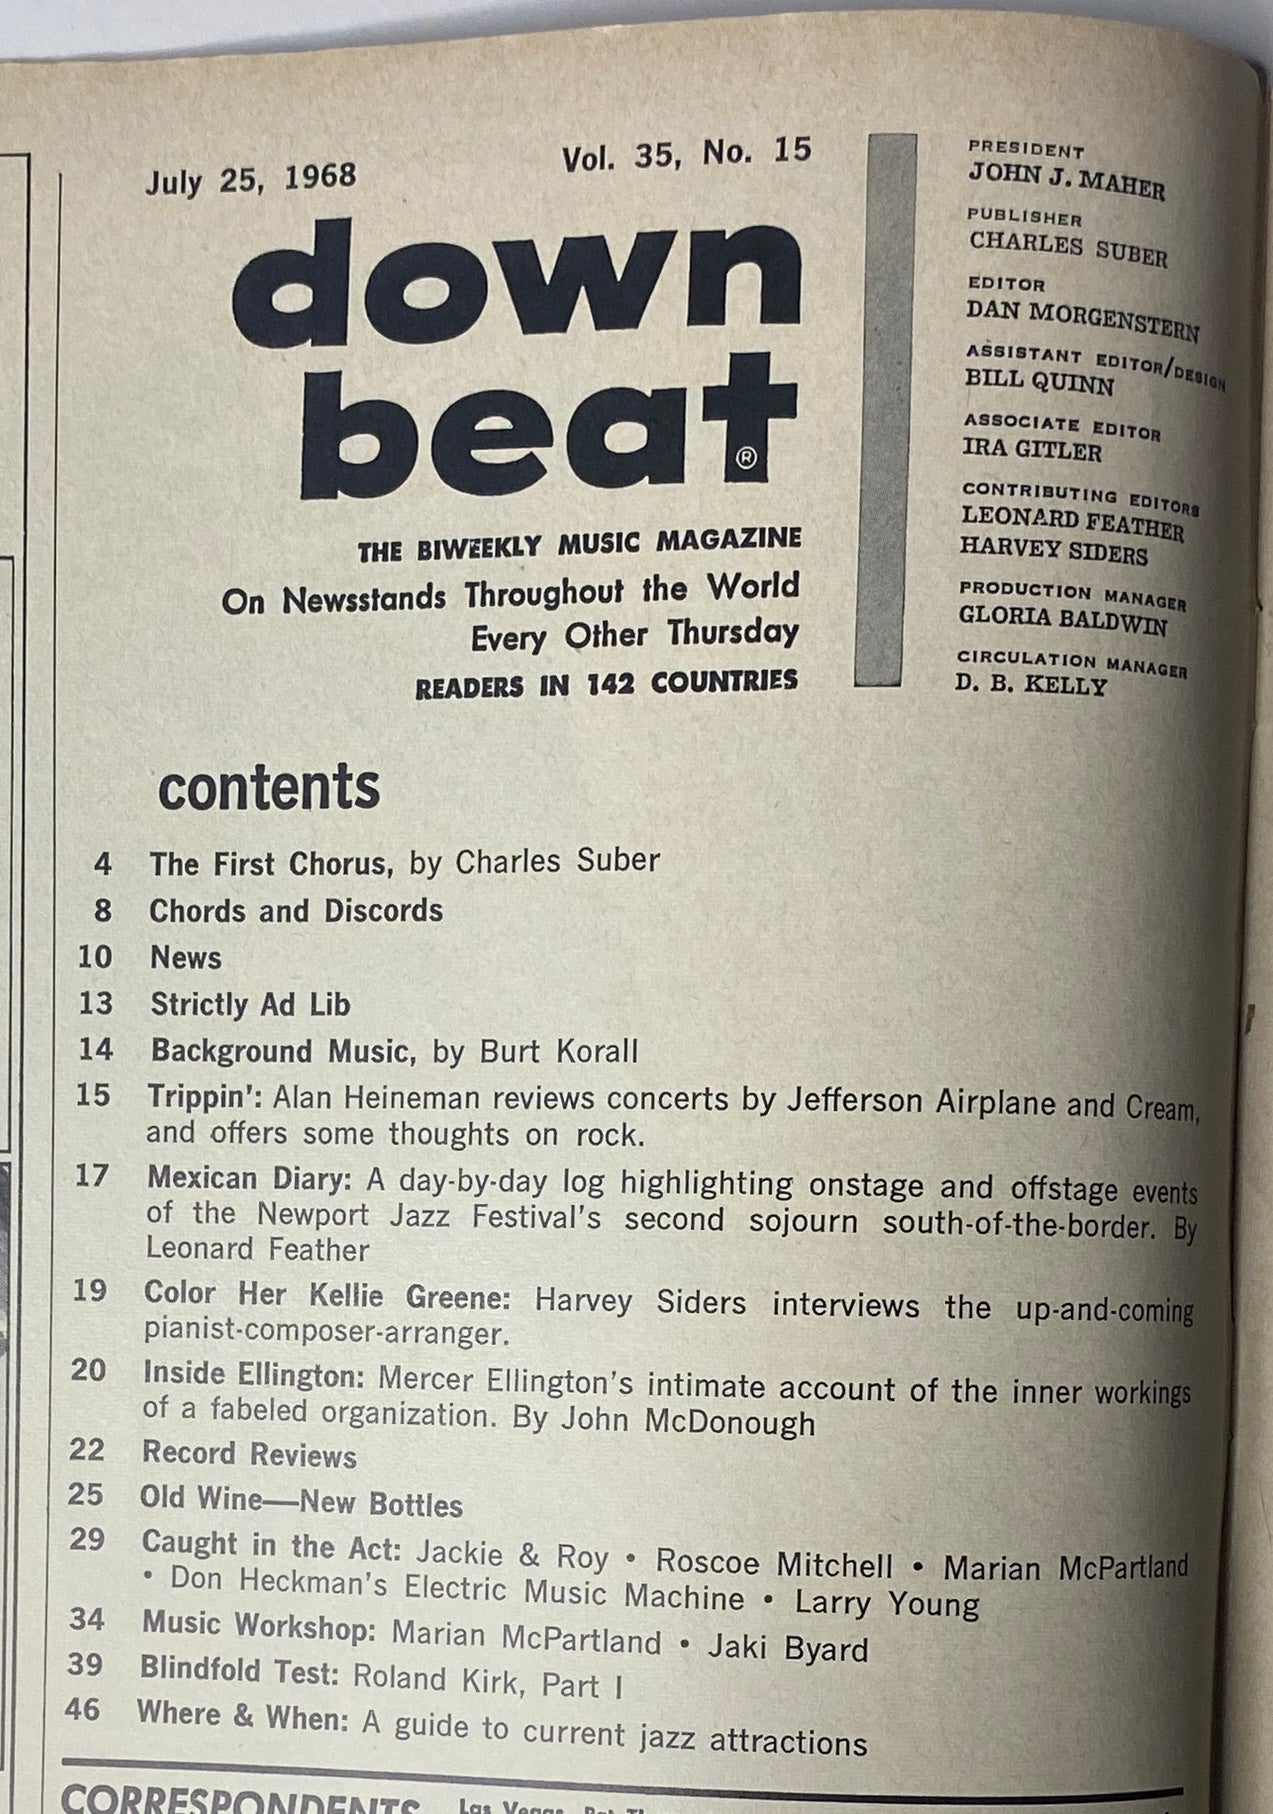 July 25, 1968
Vol. 35, No. 15
down
beat
®
THE BIWEEKLY MUSIC MAGAZINE
On Newsstands Throughout the World
Every Other Thursday
READERS IN 142 COUNTRIES
PRESIDENT
JOHN J. MAHER
PUBLISHER
CHARLES SUBER
EDITOR
DAN MORGENSTERN
ASSISTANT EDITOR/DESIGN
BILL QUINN
ASSOCIATE EDITOR
IRA GITLER
CONTRIBUTING EDITORS
LEONARD FEATHER
HARVEY SIDERS
PRODUCTION MANAGER
GLORIA BALDWIN
CIRCULATION MANAGER
D. B. KELLY
contents
4 The First Chorus, by Charles Suber
8 Chords and Discords
10 News
13 Strictly Ad Lib
14 Background Music, by Burt Korall
15 Trippin': Alan Heineman reviews concerts by Jefferson Airplane and Cream,
and offers some thoughts on rock.
17 Mexican Diary: A day-by-day log highlighting onstage and offstage events
of the Newport Jazz Festival's second sojourn south-of-the-border. By
Leonard Feather
19 Color Her Kellie Greene: Harvey Siders interviews the up-and-coming
pianist-composer-arranger.
20 Inside Ellington: Mercer Ellington's intimate account of the inner workings
of a fabeled organization. By John McDonough
22 Record Reviews
25 Old Wine—New Bottles
29 Caught in the Act: Jackie & Roy • Roscoe Mitchell • Marian McPartland
• Don Heckman's Electric Music Machine • Larry Young
34 Music Workshop: Marian McPartland • Jaki Byard
39 Blindfold Test: Roland Kirk, Part I
46 Where & When: A guide to current jazz attractions
CORRESPONDENTS Las Vegas,